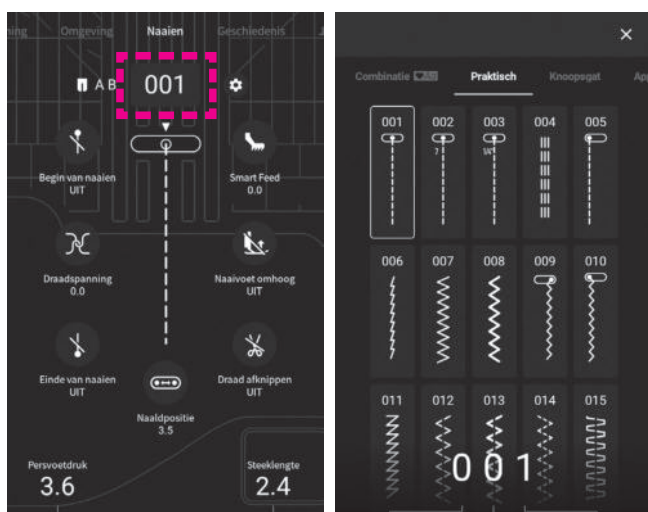 Omgeving Naaien Geschiedenis
A B 001
Begin van naaien
UIT
Smart Feed
0.0
Draadspanning
0.0
Naaivoet omhoog
UIT
Einde van naaien
UIT
Draad afknippen
UIT
Naaldpositie
3.5
Persvoetdruk
3.6
Steeklengte
2.4
Combinatie Praktisch Knoopsgat
001 002 003 004 005
1/4"
006 007 008 009 010
011 012 013 014 015
001